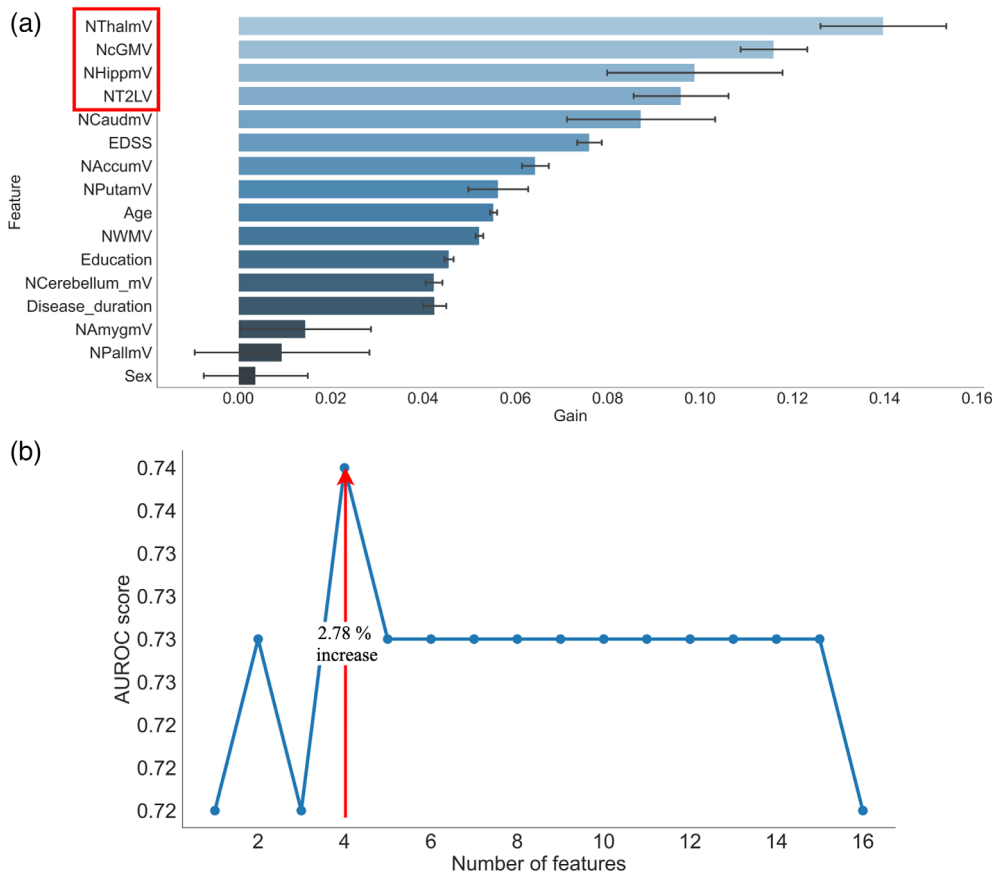 (a)
NThalmV
NcGMV
NHippmV
NT2LV
NCaudmV
EDSS
NAccumV
NPutamV
Age
NWMV
Education
NCerebellum_mV
Disease_duration
NAmygmV
NPallmV
Sex
Feature
0.00 0.02 0.04 0.06 0.08 0.10 0.12 0.14 0.16
Gain
(b)
0.74
0.74
0.73
0.73
0.73
0.73
0.72
0.72
0.72
AUROC score
2.78 %
increase
2 4 6 8 10 12 14 16
Number of features